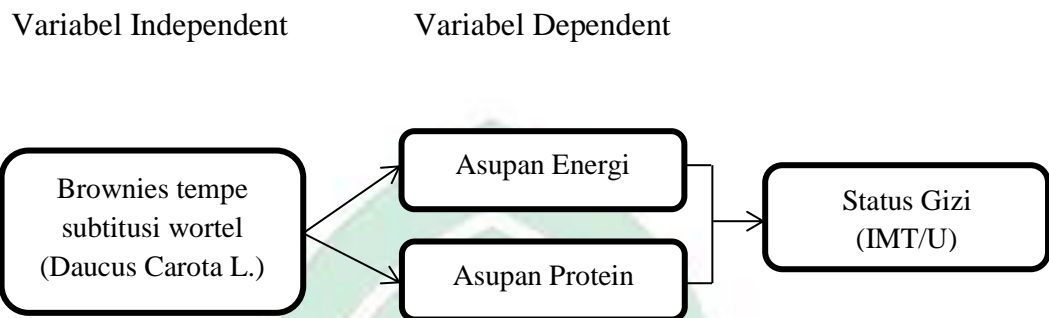 Variabel Independent
Variabel Dependent
Brownies tempe
subtitusi wortel
(Daucus Carota L.)
Asupan Energi
Asupan Protein
Status Gizi
(IMT/U)